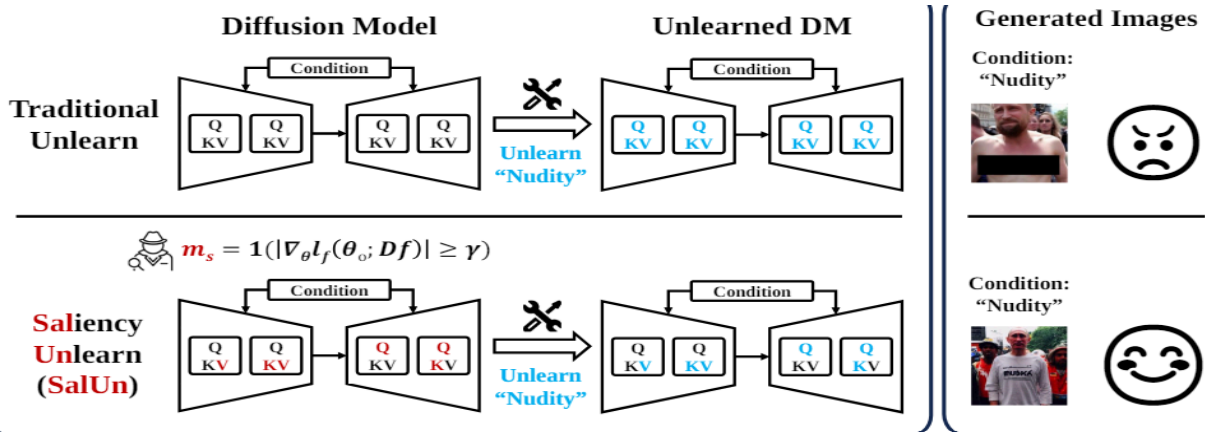 Diffusion Model
Unlearned DM
Generated Images
Traditional
Unlearn
Condition
Q
KV
Q
KV
Q
KV
Q
KV
Unlearn
“Nudity”
Condition
Q
KV
Q
KV
Q
KV
Q
KV
Condition:
“Nudity”
m_s = 1(|∇_θ l_f(θ_o; Df)| ≥ γ)
Saliency
Unlearn
(SalUn)
Condition
Q
KV
Q
KV
Q
KV
Q
KV
Unlearn
“Nudity”
Condition
Q
KV
Q
KV
Q
KV
Q
KV
Condition:
“Nudity”